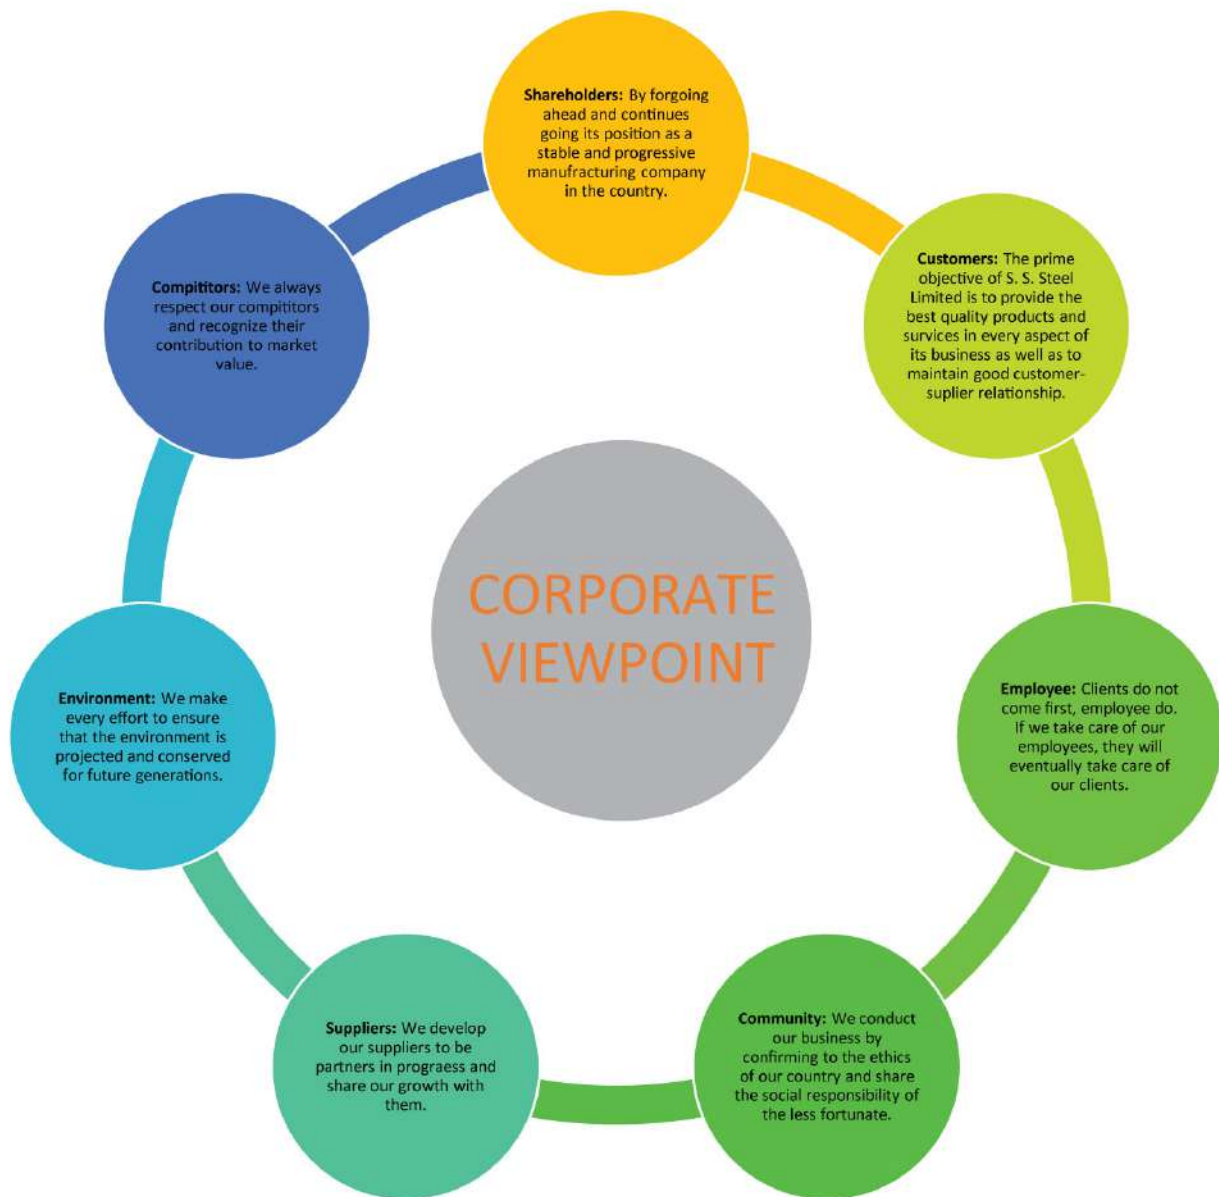 Shareholders: By forgoing
ahead and continues
going its position as a
stable and progressive
manufracturing company
in the country.
Customers: The prime
objective of S. S. Steel
Limited is to provide the
best quality products and
survices in every aspect of
its business as well as to
maintain good customer-
suplier relationship.
Employee: Clients do not
come first, employee do.
If we take care of our
employees, they will
eventually take care of
our clients.
Community: We conduct
our business by
confirming to the ethics
of our country and share
the social responsibility of
the less fortunate.
Suppliers: We develop
our suppliers to be
partners in prograess and
share our growth with
them.
Environment: We make
every effort to ensure
that the environment is
projected and conserved
for future generations.
Compititors: We always
respect our compititors
and recognize their
contribution to market
value.
CORPORATE
VIEWPOINT